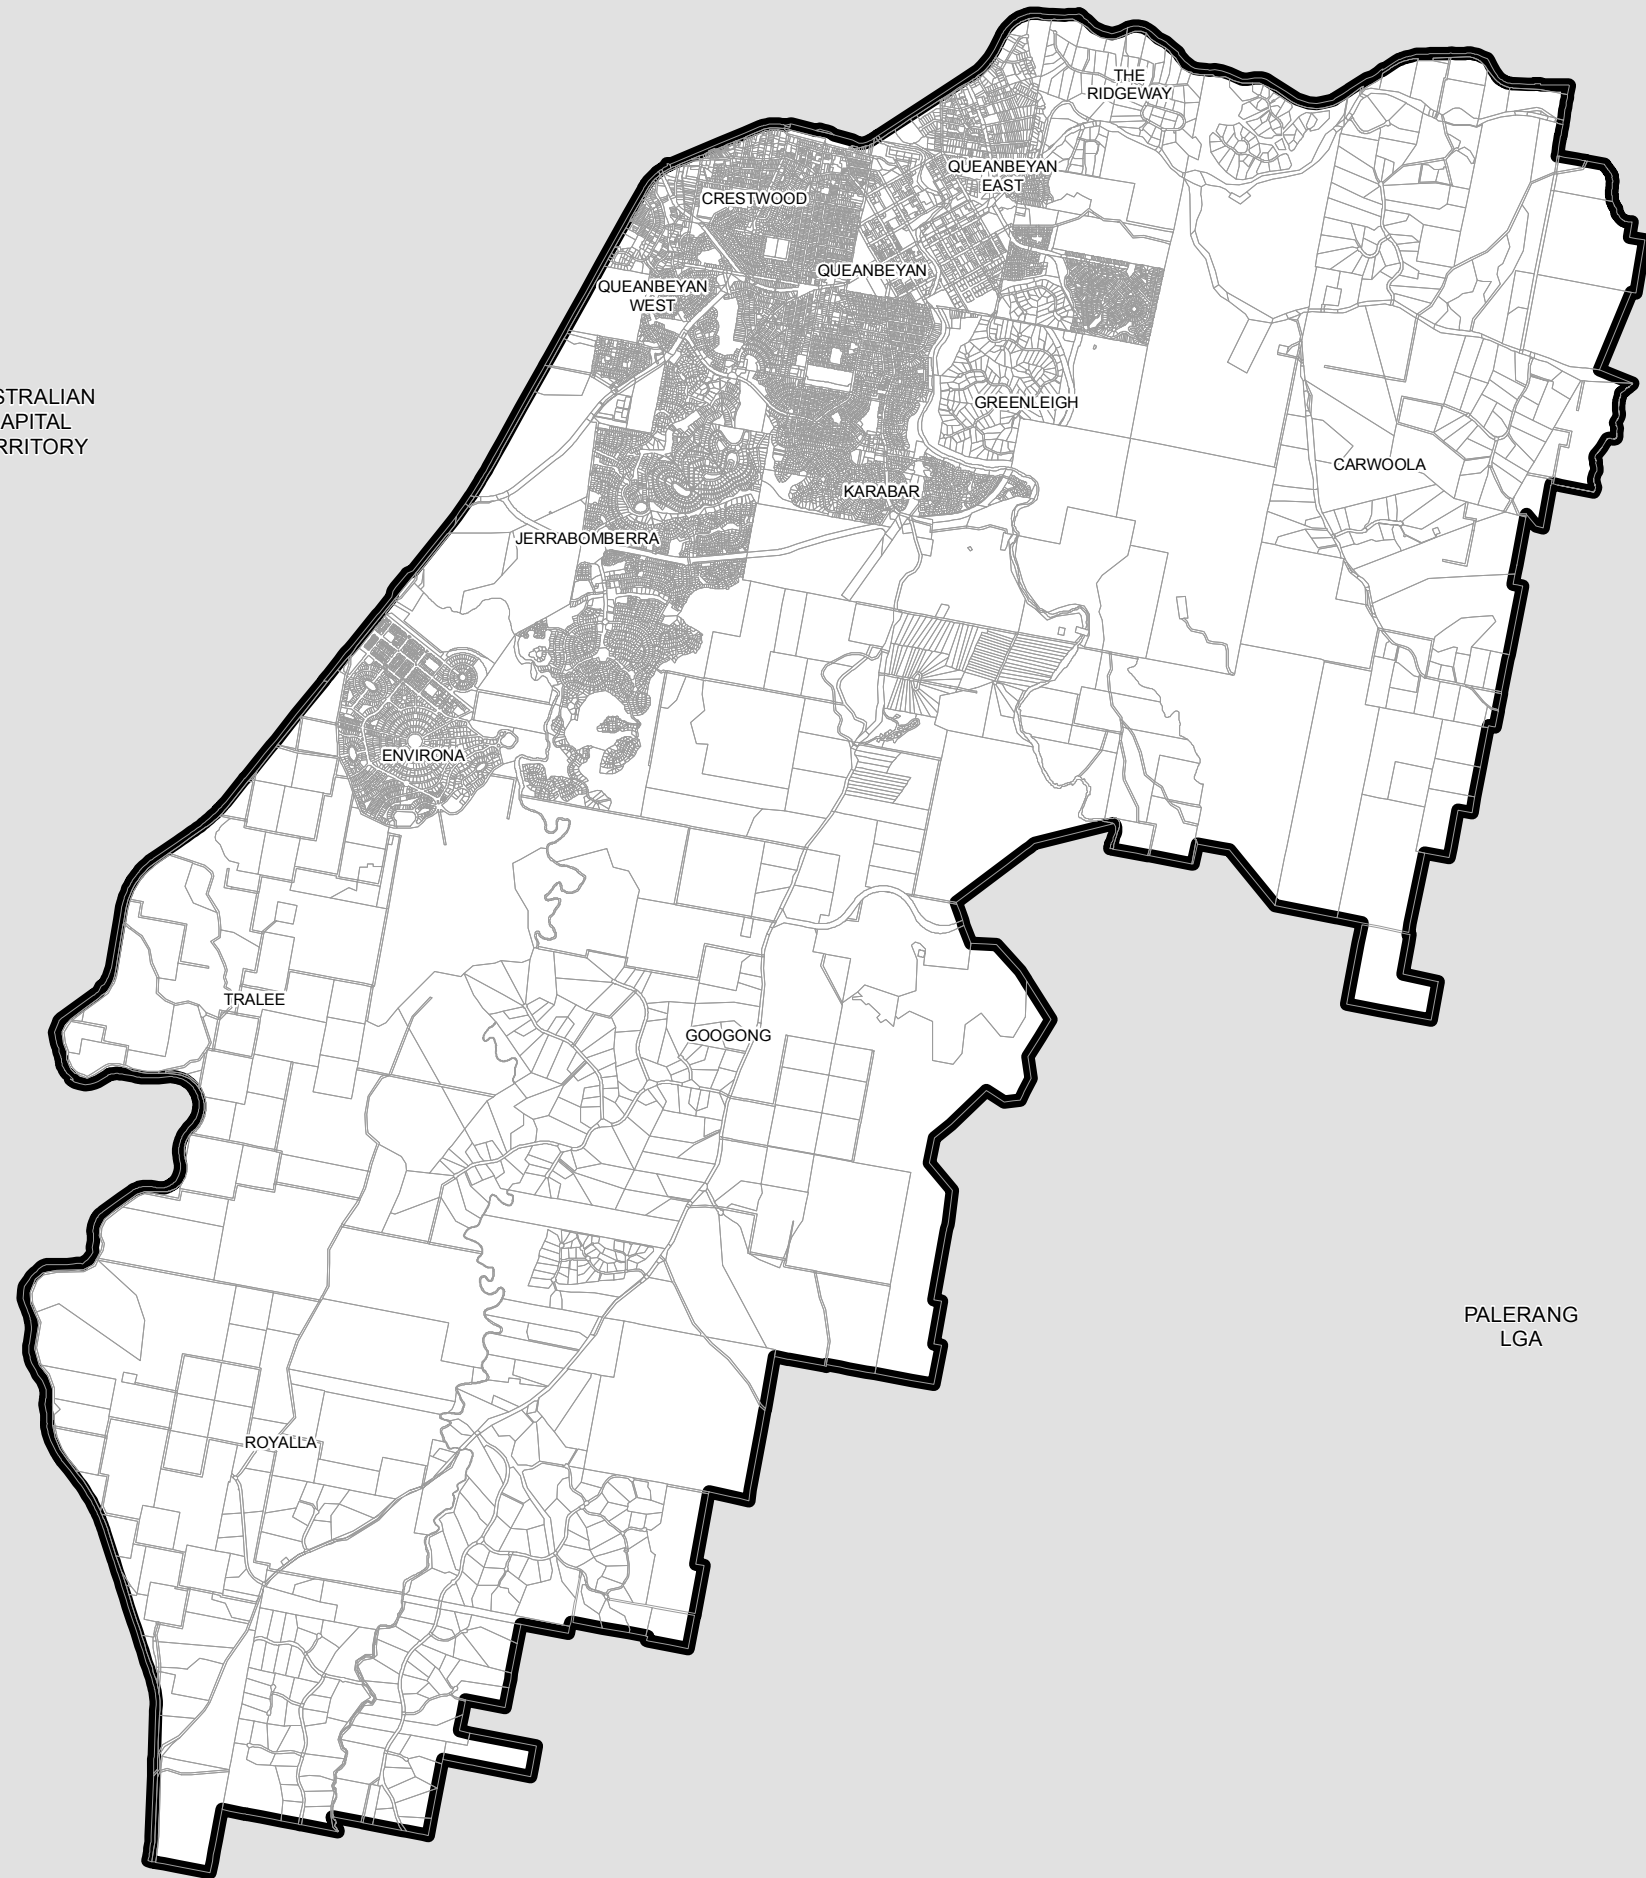 THE
RIDGEWAY
QUEANBEYAN
EAST
CRESTWOOD
QUEANBEYAN
QUEANBEYAN
WEST
STRALIAN
APITAL
RRITORY
GREENLEIGH
CARWOOLA
KARABAR
JERRABOMBERRA
ENVIRONA
TRALEE
GOOGONG
PALERANG
LGA
ROYALLA